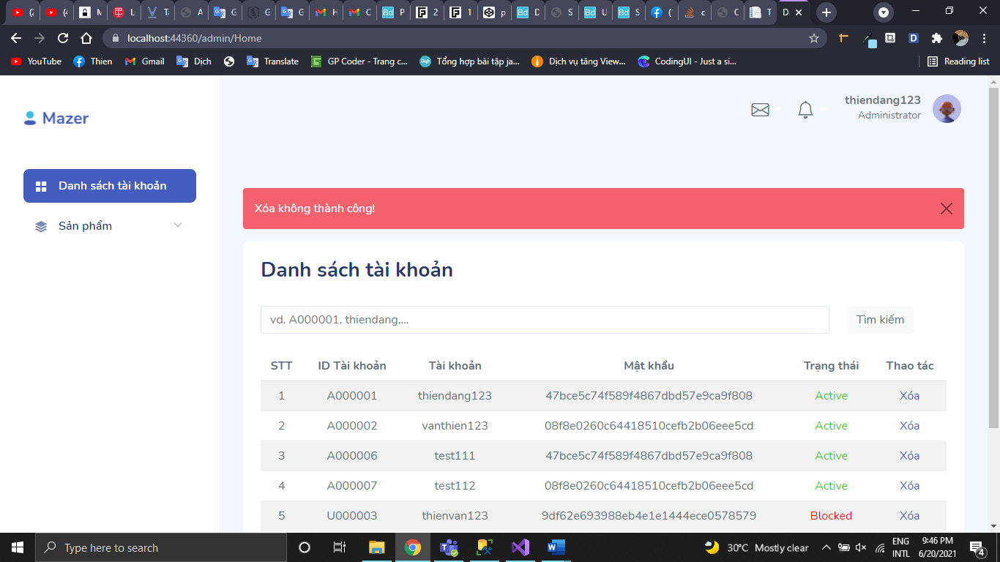 localhost:44360/admin/Home
YouTube Thien Gmail Dịch Translate GP Coder - Trang c... Tổng hợp bài tập ja... Dịch vụ tăng View... CodingUI - Just a si... Reading list
Mazer
thiendang123
Administrator
Danh sách tài khoản
Sản phẩm
Xóa không thành công!
Danh sách tài khoản
vd. A000001, thiendang,... Tìm kiếm
STT ID Tài khoản Tài khoản Mật khẩu Trạng thái Thao tác
1 A000001 thiendang123 47bce5c74f589f4867dbd57e9ca9f808 Active Xóa
2 A000002 vanthien123 08f8e0260c64418510cefb2b06eee5cd Active Xóa
3 A000006 test111 47bce5c74f589f4867dbd57e9ca9f808 Active Xóa
4 A000007 test112 08f8e0260c64418510cefb2b06eee5cd Active Xóa
5 U000003 thienvan123 9df62e693988eb4e1e1444ece0578579 Blocked Xóa
Type here to search
30°C Mostly clear
ENG
INTL
9:46 PM
6/20/2021
4